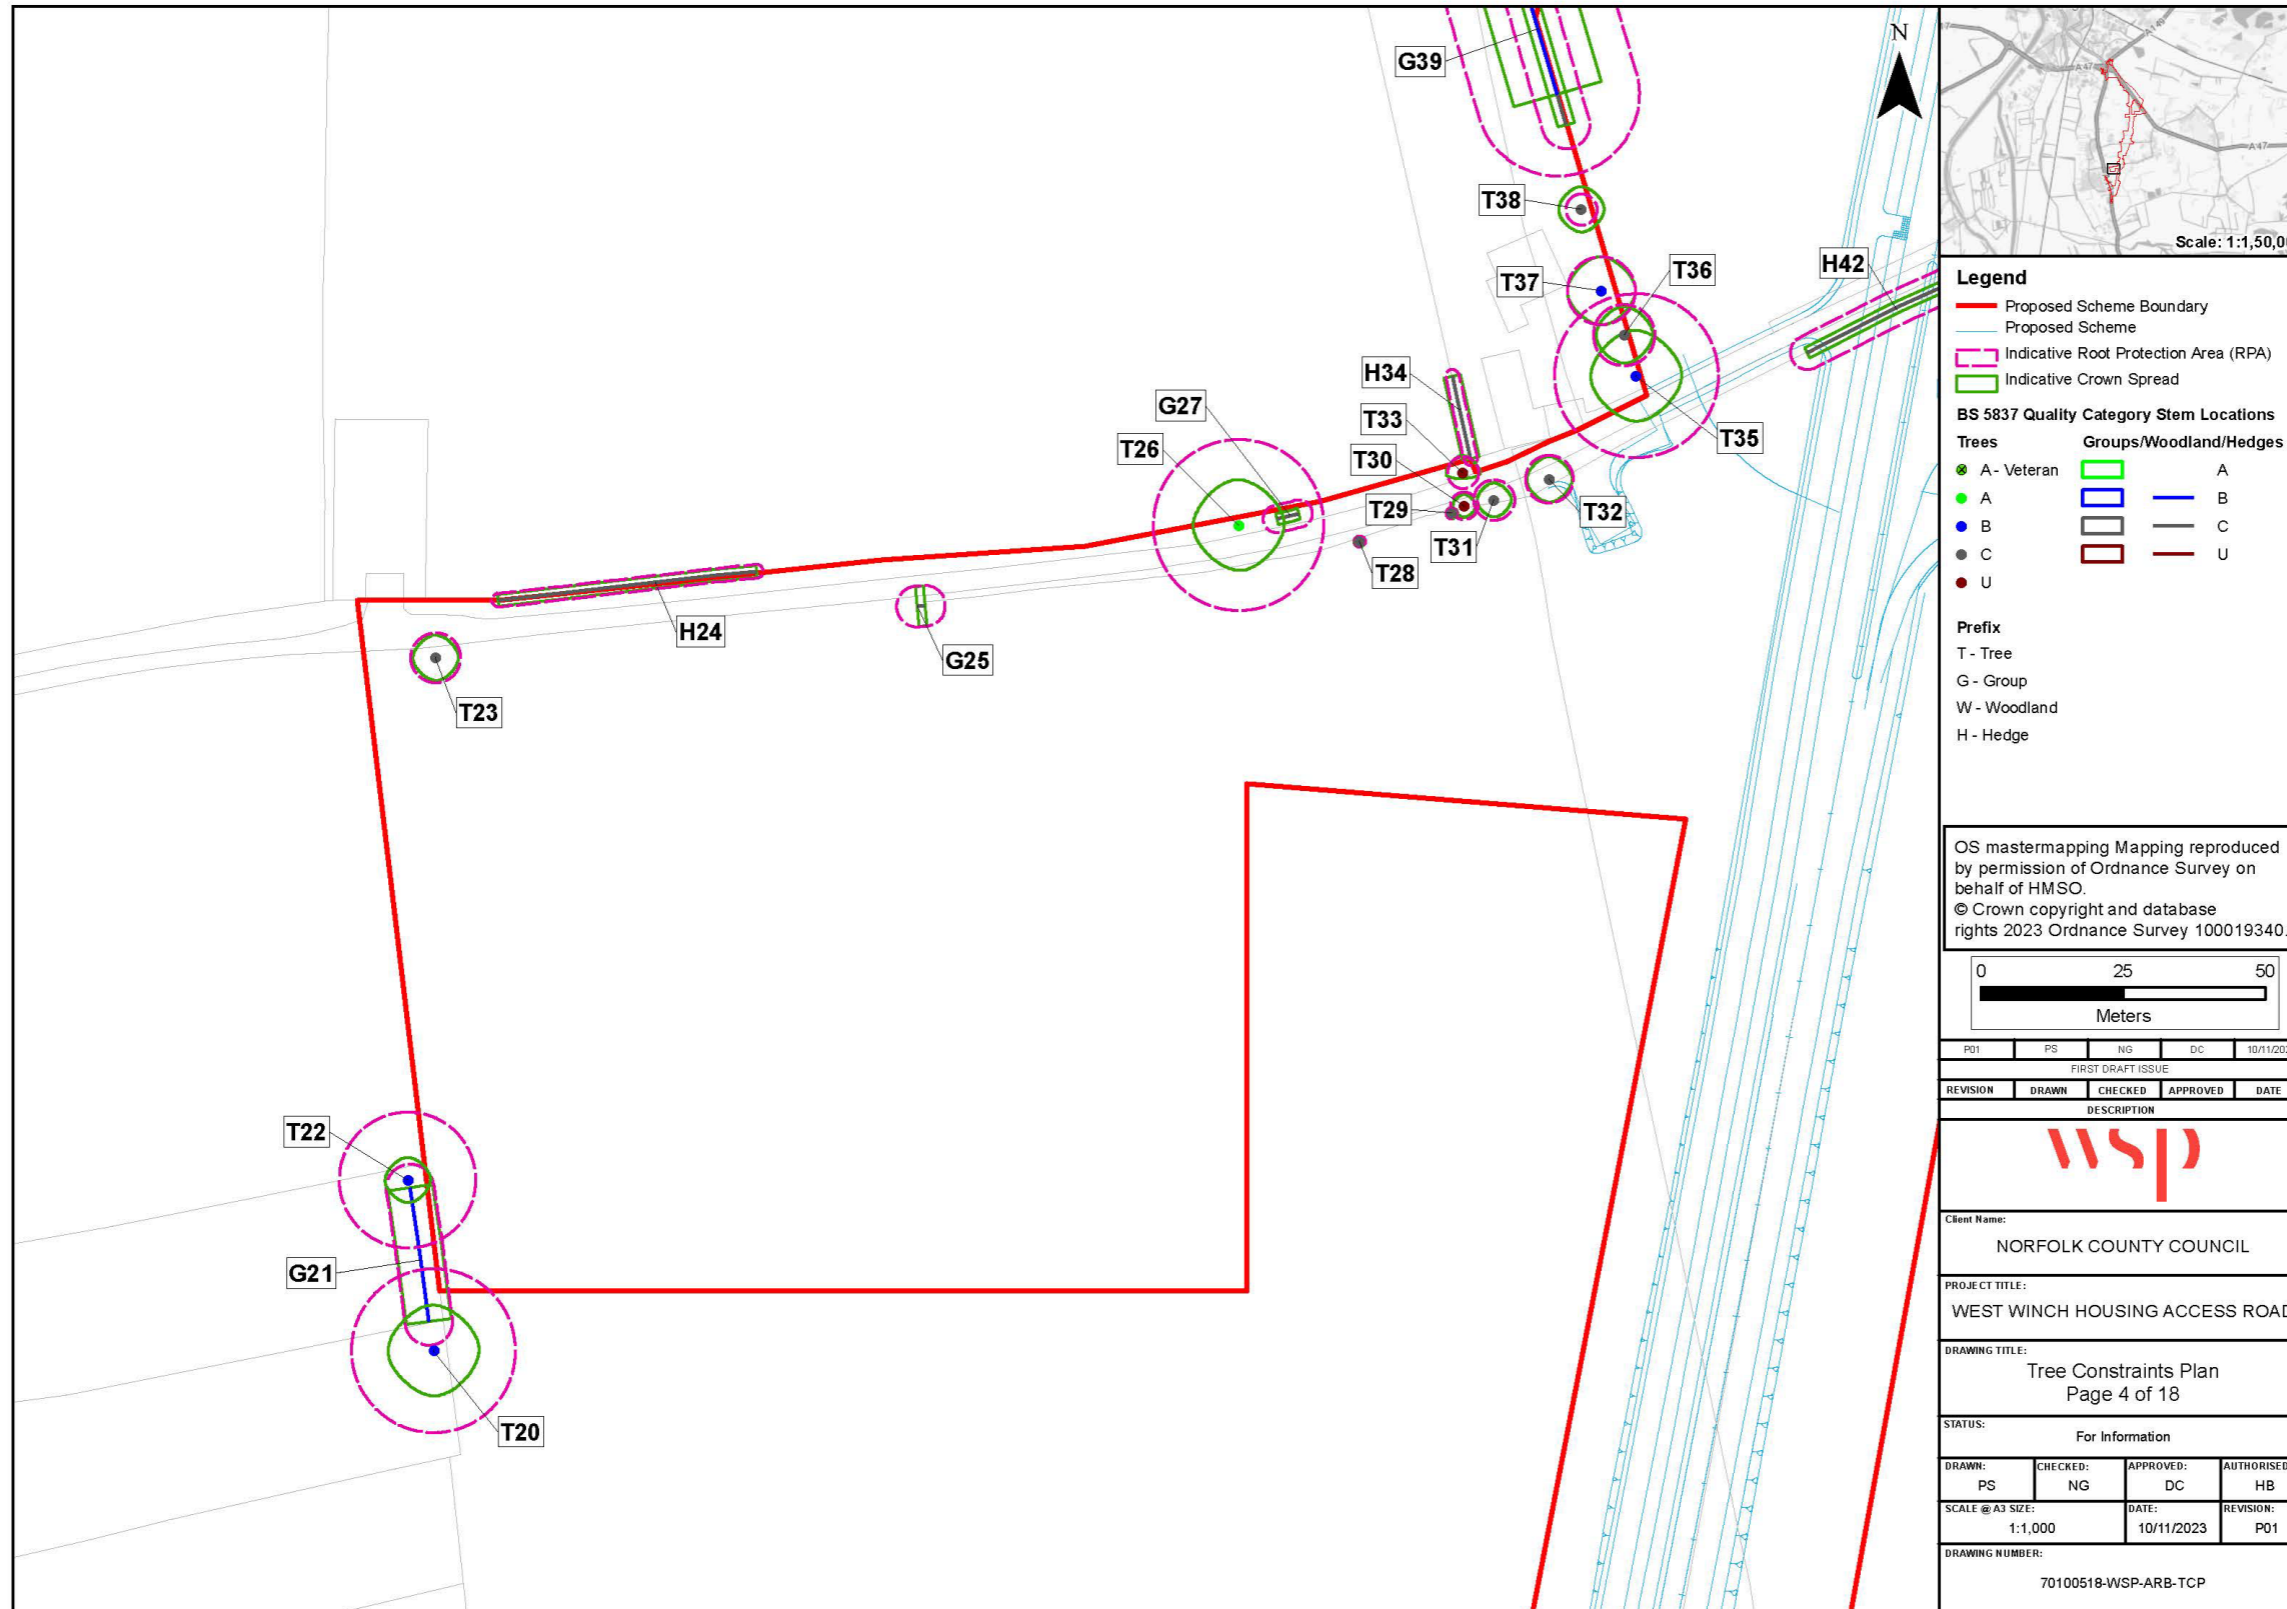 G39
N
T38
T36
H42
T37
H34
G27
T33
T35
T26
T30
T29
T32
T31
T28
H24
G25
T23
T22
G21
T20
A47
A149
A47
Scale: 1:1,50,0
Legend
Proposed Scheme Boundary
Proposed Scheme
Indicative Root Protection Area (RPA)
Indicative Crown Spread
BS 5837 Quality Category Stem Locations
Trees Groups/Woodland/Hedges
A- Veteran A
A B
B C
C U
U
Prefix
T - Tree
G - Group
W - Woodland
H - Hedge
OS mastermapping Mapping reproduced
by permission of Ordnance Survey on
behalf of HMSO.
© Crown copyright and database
rights 2023 Ordnance Survey 100019340.
0 25 50
Meters
P01 PS NG DC 10/11/20
FIRST DRAFT ISSUE
REVISION DRAWN CHECKED APPROVED DATE
DESCRIPTION
wsp
Client Name:
NORFOLK COUNTY COUNCIL
PROJECT TITLE:
WEST WINCH HOUSING ACCESS ROAD
DRAWING TITLE:
Tree Constraints Plan
Page 4 of 18
STATUS:
For Information
DRAWN: CHECKED: APPROVED: AUTHORISED
PS NG DC HB
SCALE @ A3 SIZE: DATE: REVISION:
1:1,000 10/11/2023 P01
DRAWING NUMBER:
70100518-WSP-ARB-TCP